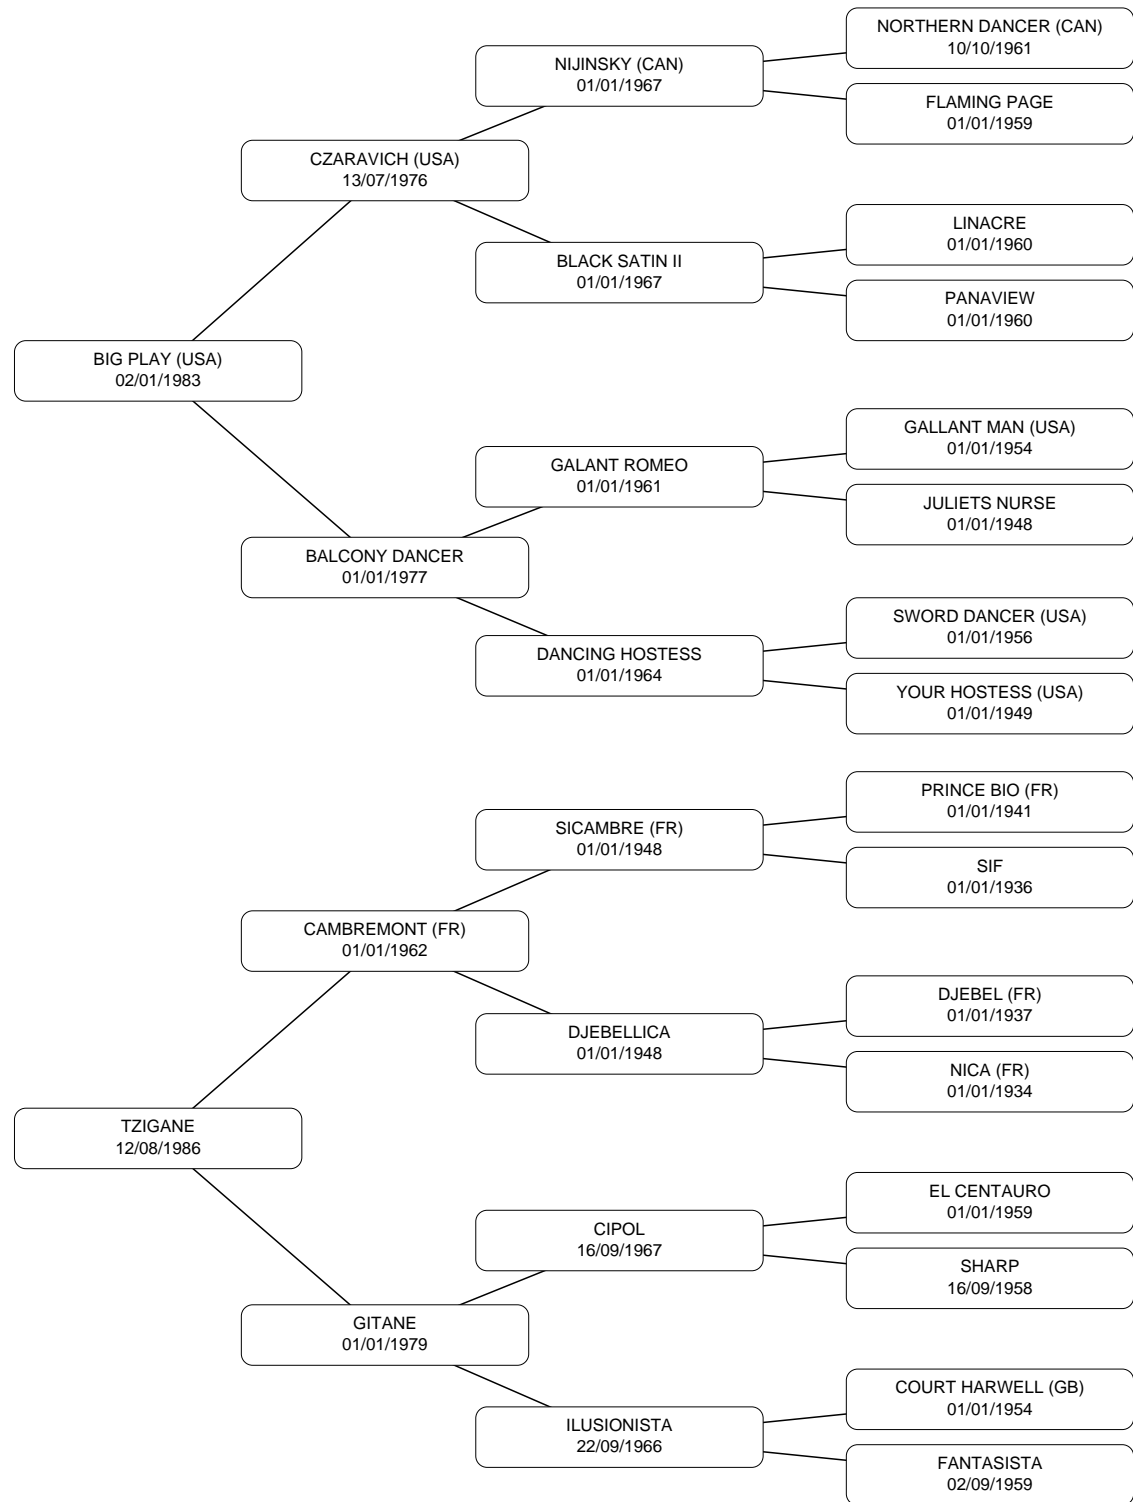 NORTHERN DANCER (CAN)
10/10/1961
NIJINSKY (CAN)
01/01/1967
FLAMING PAGE
01/01/1959
CZARAVICH (USA)
13/07/1976
LINACRE
01/01/1960
BLACK SATIN II
01/01/1967
PANAVIEW
01/01/1960
BIG PLAY (USA)
02/01/1983
GALLANT MAN (USA)
01/01/1954
GALANT ROMEO
01/01/1961
JULIETS NURSE
01/01/1948
BALCONY DANCER
01/01/1977
SWORD DANCER (USA)
01/01/1956
DANCING HOSTESS
01/01/1964
YOUR HOSTESS (USA)
01/01/1949
PRINCE BIO (FR)
01/01/1941
SICAMBRE (FR)
01/01/1948
SIF
01/01/1936
CAMBREMONT (FR)
01/01/1962
DJEBEL (FR)
01/01/1937
DJEBELLICA
01/01/1948
NICA (FR)
01/01/1934
TZIGANE
12/08/1986
EL CENTAURO
01/01/1959
CIPOL
16/09/1967
SHARP
16/09/1958
GITANE
01/01/1979
COURT HARWELL (GB)
01/01/1954
ILUSIONISTA
22/09/1966
FANTASISTA
02/09/1959